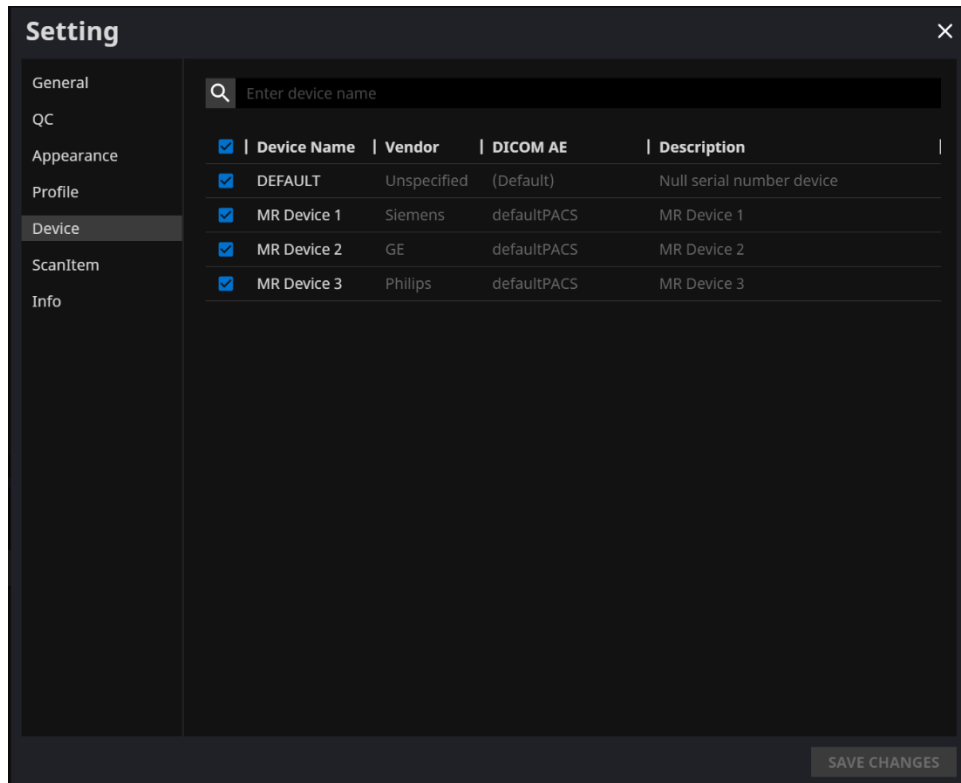 Setting
General
QC
Appearance
Profile
Device
ScanItem
Info
Enter device name
Device Name Vendor DICOM AE Description
DEFAULT Unspecified (Default) Null serial number device
MR Device 1 Siemens defaultPACS MR Device 1
MR Device 2 GE defaultPACS MR Device 2
MR Device 3 Philips defaultPACS MR Device 3
SAVE CHANGES